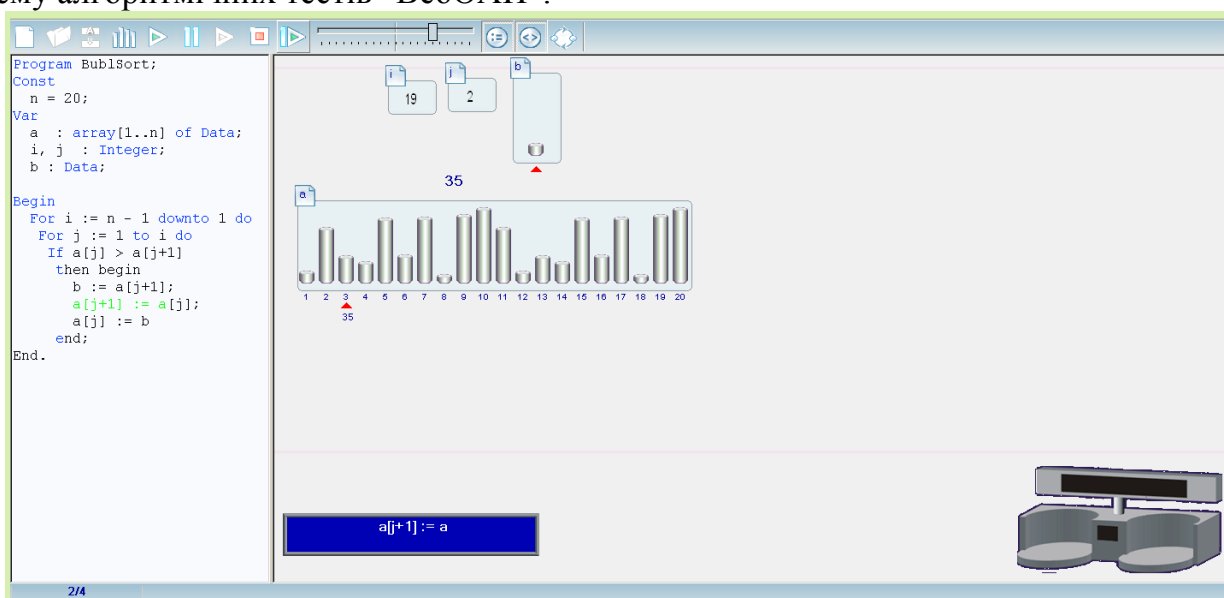 алгоритмічних тестів
Program BublSort;
Const
n = 20;
Var
a : array[1..n] of Data;
i, j : Integer;
b : Data;
Begin
For i := n - 1 downto 1 do
For j := 1 to i do
If a[j] > a[j+1]
then begin
b := a[j+1];
a[j+1] := a[j];
a[j] := b
end;
End.
i
19
j
2
b
35
a
1 2 3 4 5 6 7 8 9 10 11 12 13 14 15 16 17 18 19 20
35
a[j+1] := a
2/4